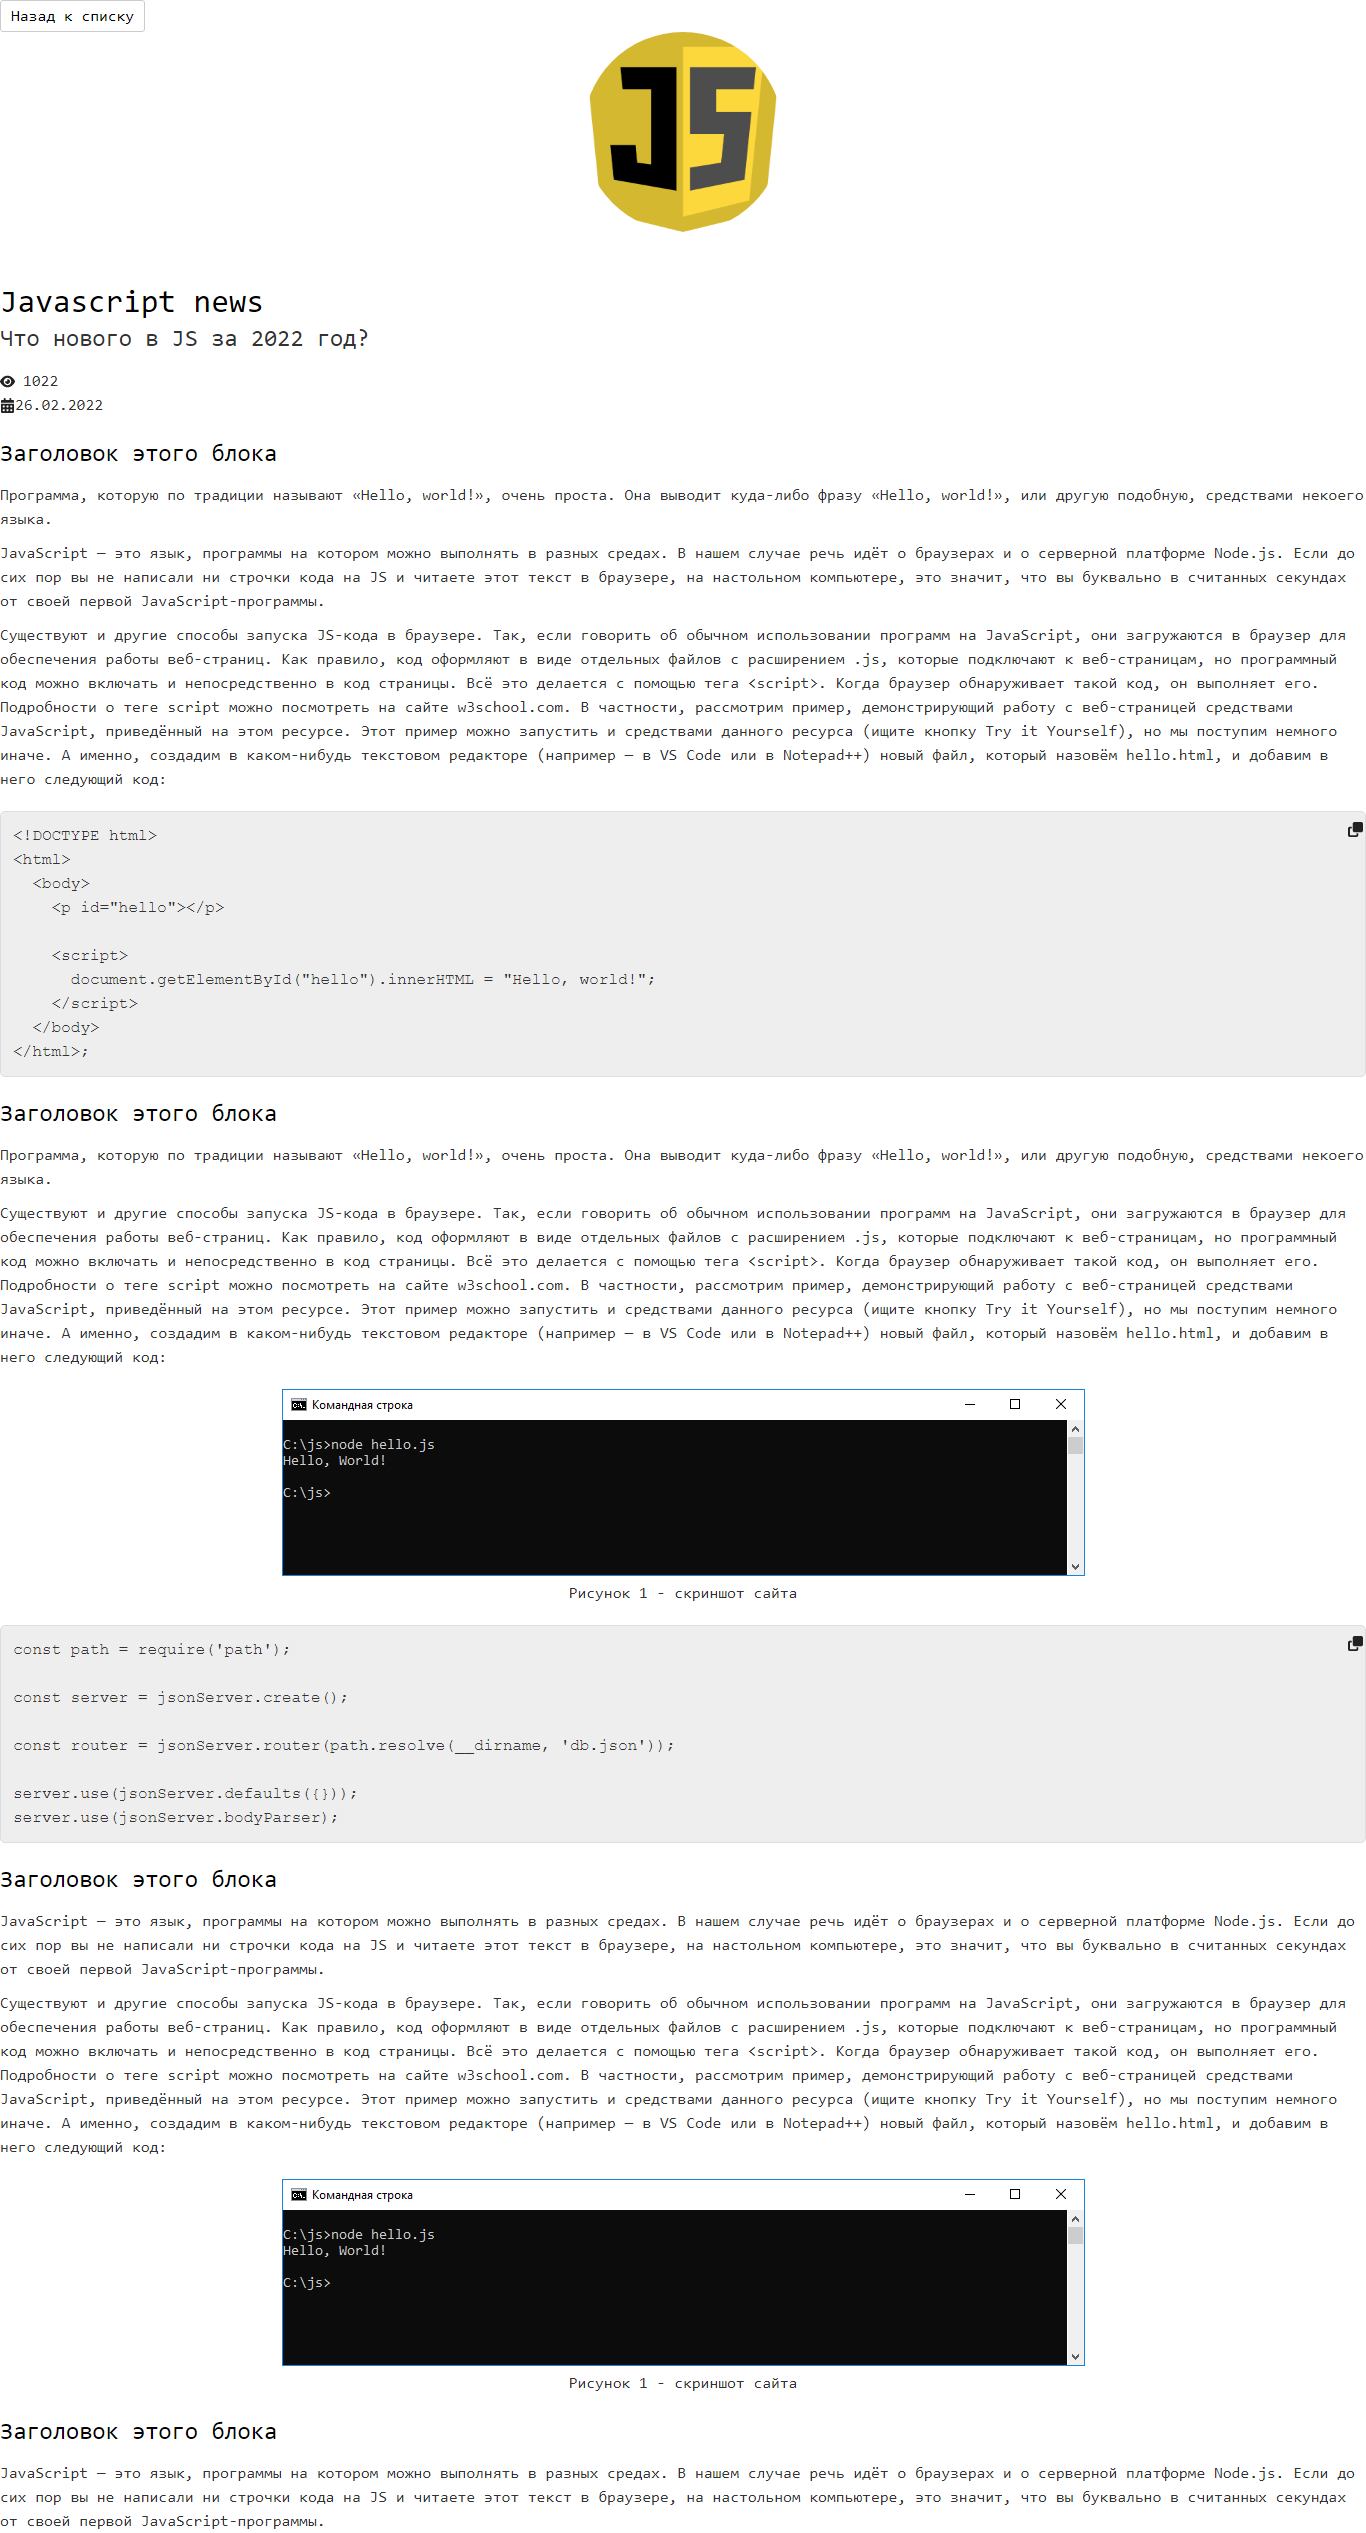 Назад к списку
JS
Javascript news
Что нового в JS за 2022 год?
1022
26.02.2022
Заголовок этого блока
Программа, которую по традиции называют «Hello, world!», очень проста. Она выводит куда-либо фразу «Hello, world!», или другую подобную, средствами некоего
языка.
JavaScript — это язык, программы на котором можно выполнять в разных средах. В нашем случае речь идёт о браузерах и о серверной платформе Node.js. Если до
сих пор вы не написали ни строчки кода на JS и читаете этот текст в браузере, на настольном компьютере, это значит, что вы буквально в считанных секундах
от своей первой JavaScript-программы.
Существуют и другие способы запуска JS-кода в браузере. Так, если говорить об обычном использовании программ на JavaScript, они загружаются в браузер для
обеспечения работы веб-страниц. Как правило, код оформляют в виде отдельных файлов с расширением .js, которые подключают к веб-страницам, но программный
код можно включать и непосредственно в код страницы. Всё это делается с помощью тега <script>. Когда браузер обнаруживает такой код, он выполняет его.
Подробности о теге script можно посмотреть на сайте w3school.com. В частности, рассмотрим пример, демонстрирующий работу с веб-страницей средствами
JavaScript, приведённый на этом ресурсе. Этот пример можно запустить и средствами данного ресурса (ищите кнопку Try it Yourself), но мы поступим немного
иначе. А именно, создадим в каком-нибудь текстовом редакторе (например — в VS Code или в Notepad++) новый файл, который назовём hello.html, и добавим в
него следующий код:
<!DOCTYPE html>
<html>
  <body>
    <p id="hello"></p>
    <script>
      document.getElementById("hello").innerHTML = "Hello, world!";
    </script>
  </body>
</html>;
Заголовок этого блока
Программа, которую по традиции называют «Hello, world!», очень проста. Она выводит куда-либо фразу «Hello, world!», или другую подобную, средствами некоего
языка.
Существуют и другие способы запуска JS-кода в браузере. Так, если говорить об обычном использовании программ на JavaScript, они загружаются в браузер для
обеспечения работы веб-страниц. Как правило, код оформляют в виде отдельных файлов с расширением .js, которые подключают к веб-страницам, но программный
код можно включать и непосредственно в код страницы. Всё это делается с помощью тега <script>. Когда браузер обнаруживает такой код, он выполняет его.
Подробности о теге script можно посмотреть на сайте w3school.com. В частности, рассмотрим пример, демонстрирующий работу с веб-страницей средствами
JavaScript, приведённый на этом ресурсе. Этот пример можно запустить и средствами данного ресурса (ищите кнопку Try it Yourself), но мы поступим немного
иначе. А именно, создадим в каком-нибудь текстовом редакторе (например — в VS Code или в Notepad++) новый файл, который назовём hello.html, и добавим в
него следующий код:
C:\. Командная строка
C:\js>node hello.js
Hello, World!
C:\js>
Рисунок 1 - скриншот сайта
const path = require('path');
const server = jsonServer.create();
const router = jsonServer.router(path.resolve(__dirname, 'db.json'));
server.use(jsonServer.defaults({}));
server.use(jsonServer.bodyParser);
Заголовок этого блока
JavaScript — это язык, программы на котором можно выполнять в разных средах. В нашем случае речь идёт о браузерах и о серверной платформе Node.js. Если до
сих пор вы не написали ни строчки кода на JS и читаете этот текст в браузере, на настольном компьютере, это значит, что вы буквально в считанных секундах
от своей первой JavaScript-программы.
Существуют и другие способы запуска JS-кода в браузере. Так, если говорить об обычном использовании программ на JavaScript, они загружаются в браузер для
обеспечения работы веб-страниц. Как правило, код оформляют в виде отдельных файлов с расширением .js, которые подключают к веб-страницам, но программный
код можно включать и непосредственно в код страницы. Всё это делается с помощью тега <script>. Когда браузер обнаруживает такой код, он выполняет его.
Подробности о теге script можно посмотреть на сайте w3school.com. В частности, рассмотрим пример, демонстрирующий работу с веб-страницей средствами
JavaScript, приведённый на этом ресурсе. Этот пример можно запустить и средствами данного ресурса (ищите кнопку Try it Yourself), но мы поступим немного
иначе. А именно, создадим в каком-нибудь текстовом редакторе (например — в VS Code или в Notepad++) новый файл, который назовём hello.html, и добавим в
него следующий код:
C:\. Командная строка
C:\js>node hello.js
Hello, World!
C:\js>
Рисунок 1 - скриншот сайта
Заголовок этого блока
JavaScript — это язык, программы на котором можно выполнять в разных средах. В нашем случае речь идёт о браузерах и о серверной платформе Node.js. Если до
сих пор вы не написали ни строчки кода на JS и читаете этот текст в браузере, на настольном компьютере, это значит, что вы буквально в считанных секундах
от своей первой JavaScript-программы.